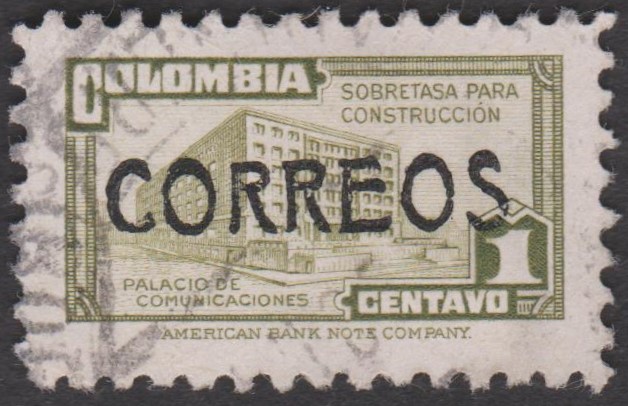 COLOMBIA
SOBRETASA PARA
CONSTRUCCIÓN
CORREOS
1
PALACIO DE
COMUNICACIONES
CENTAVO
AMERICAN BANK NOTE COMPANY.